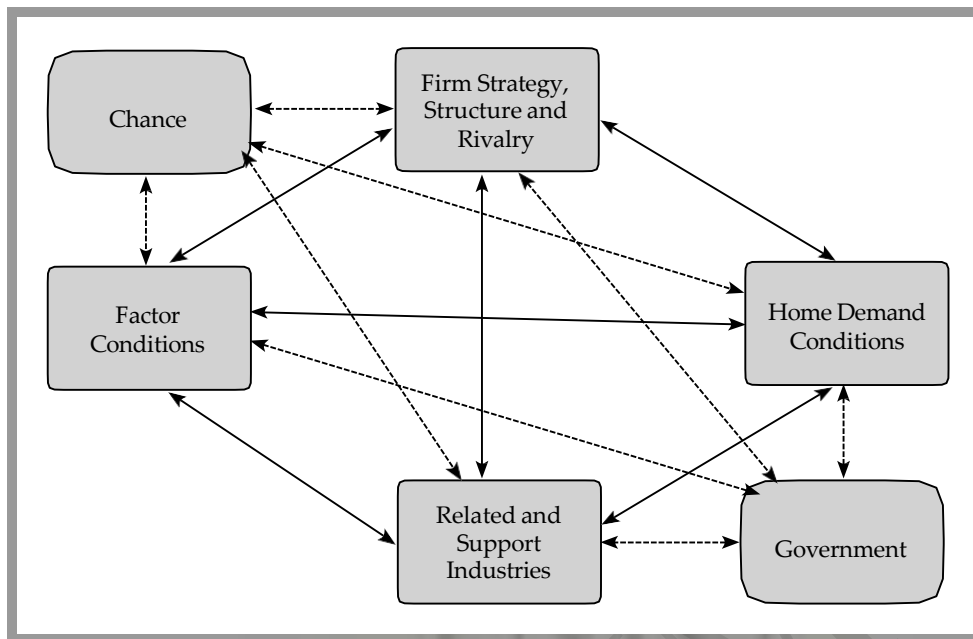 Chance
Firm Strategy,
Structure and
Rivalry
Factor
Conditions
Home Demand
Conditions
Related and
Support
Industries
Government